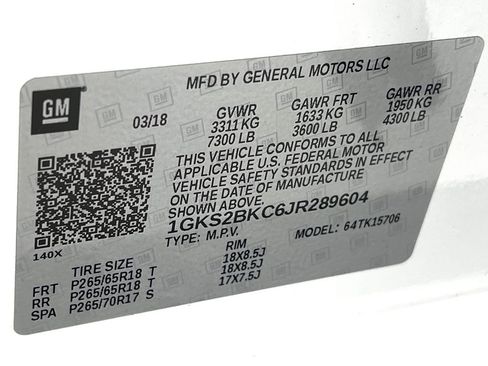 MFD BY GENERAL MOTORS LLC
GM
03/18 GVWR GAWR FRT GAWR RR
3311 KG 1633 KG 1950 KG
7300 LB 3600 LB 4300 LB
THIS VEHICLE CONFORMS TO ALL
APPLICABLE U.S. FEDERAL MOTOR
VEHICLE SAFETY STANDARDS IN EFFECT
ON THE DATE OF MANUFACTURE
SHOWN ABOVE.
1GKS2BKC6JR289604
140X TYPE: M.P.V. MODEL: 64TK15706
TIRE SIZE RIM
FRT P265/65R18 T 18X8.5J
RR P265/65R18 T 18X8.5J
SPA P265/70R17 S 17X7.5J